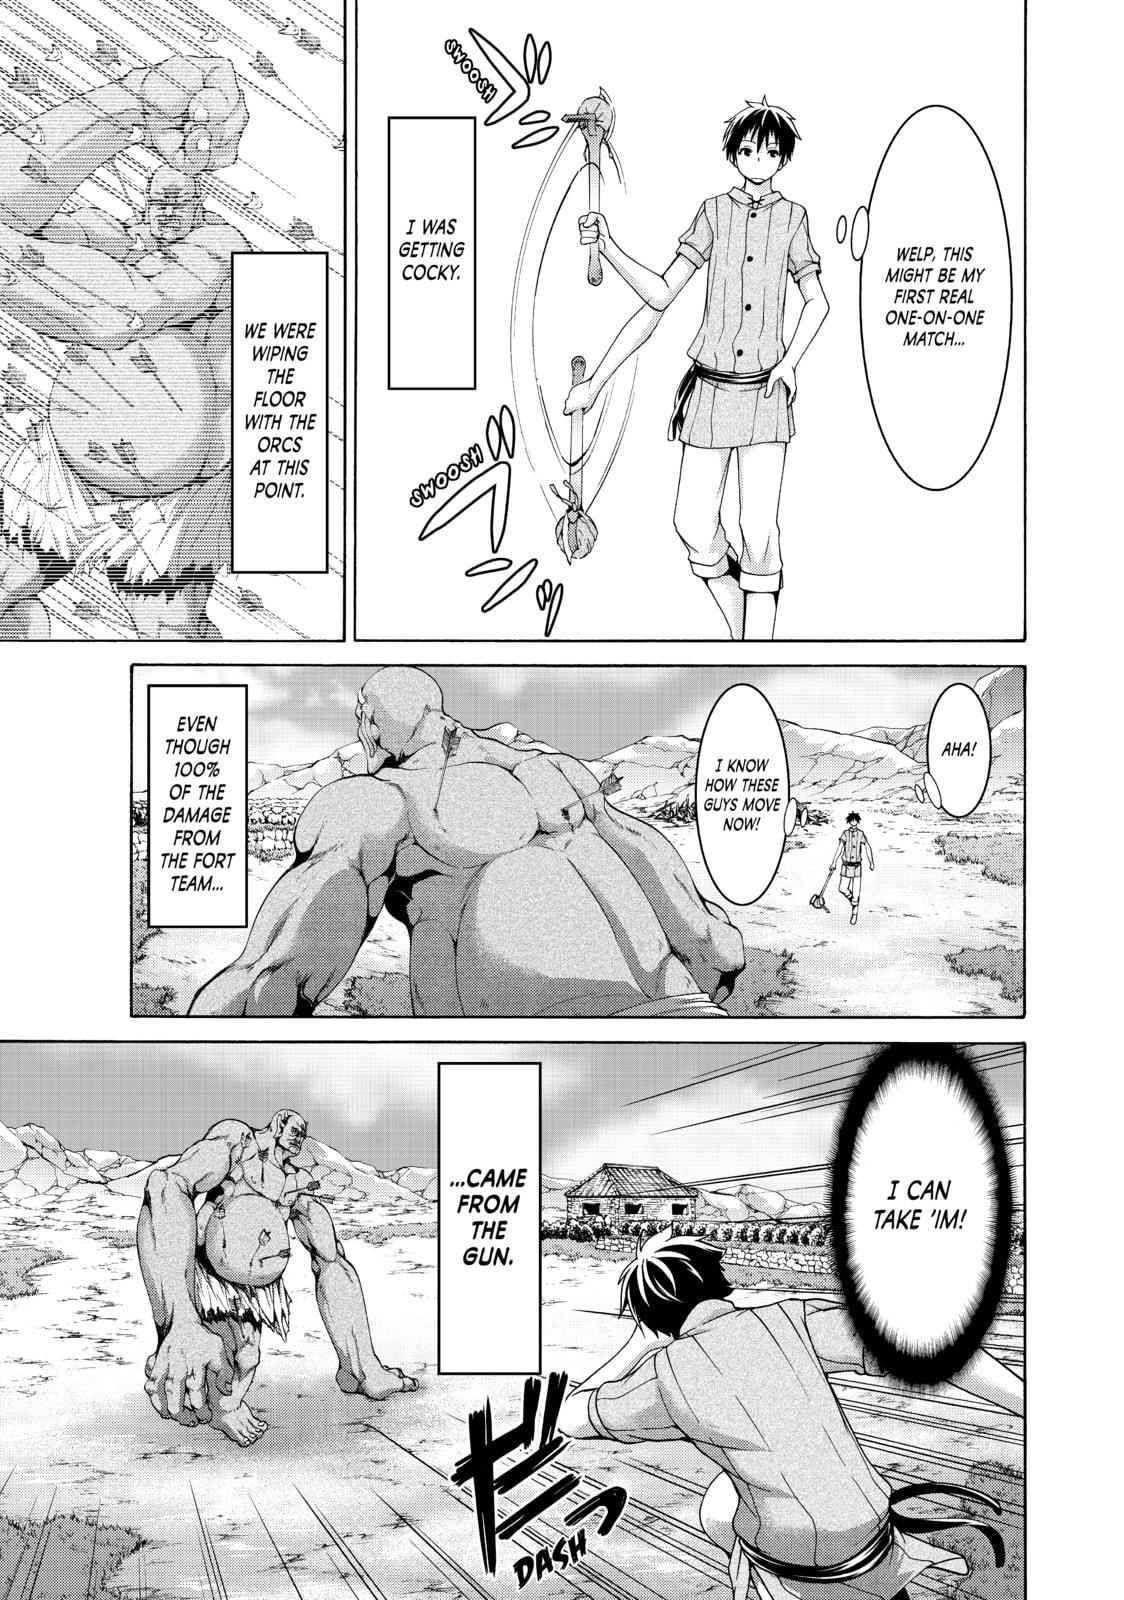 WELP, THIS
MIGHT BE MY
FIRST REAL
ONE-ON-ONE
MATCH...
SWOOSH
I WAS
GETTING
COCKY.
SWOOSH
WE WERE
WIPING
THE
FLOOR
WITH THE
ORCS
AT THIS
POINT.
AHA!
I KNOW
HOW THESE
GUYS MOVE
NOW!
EVEN
THOUGH
100%
OF THE
DAMAGE
FROM
THE FORT
TEAM...
I CAN
TAKE 'IM!
...CAME
FROM
THE
GUN.
DASH